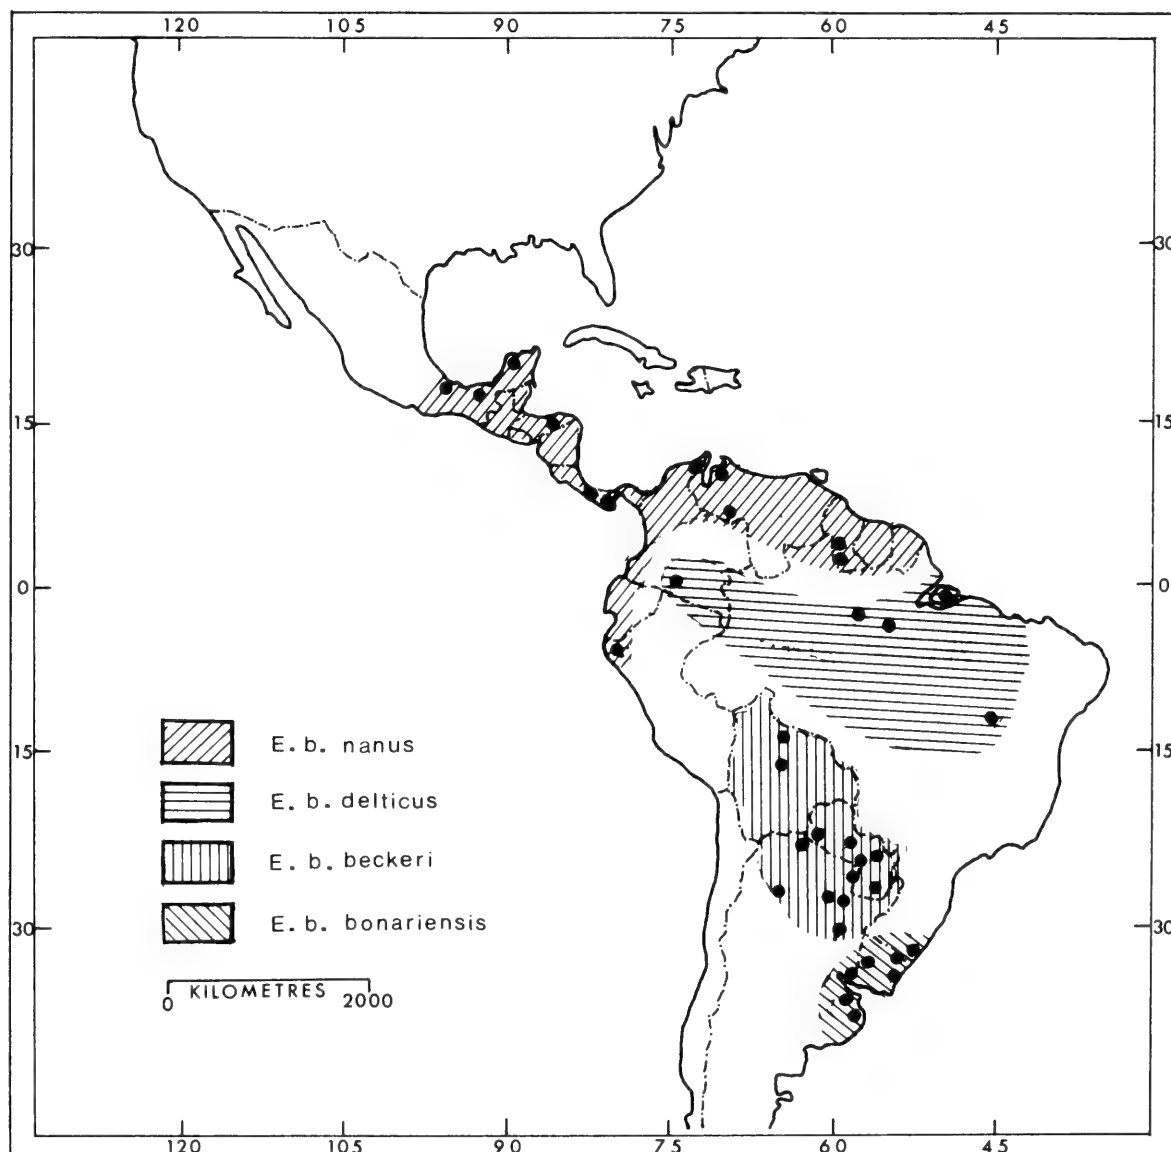 120 105 90 75 60 45
30 30
15 15
0 0
E. b. nanus
15 15
E. b. delticus
E. b. beckeri
E. b. bonariensis
30 30
KILOMETRES
0 2000
120 105 90 75 60 45